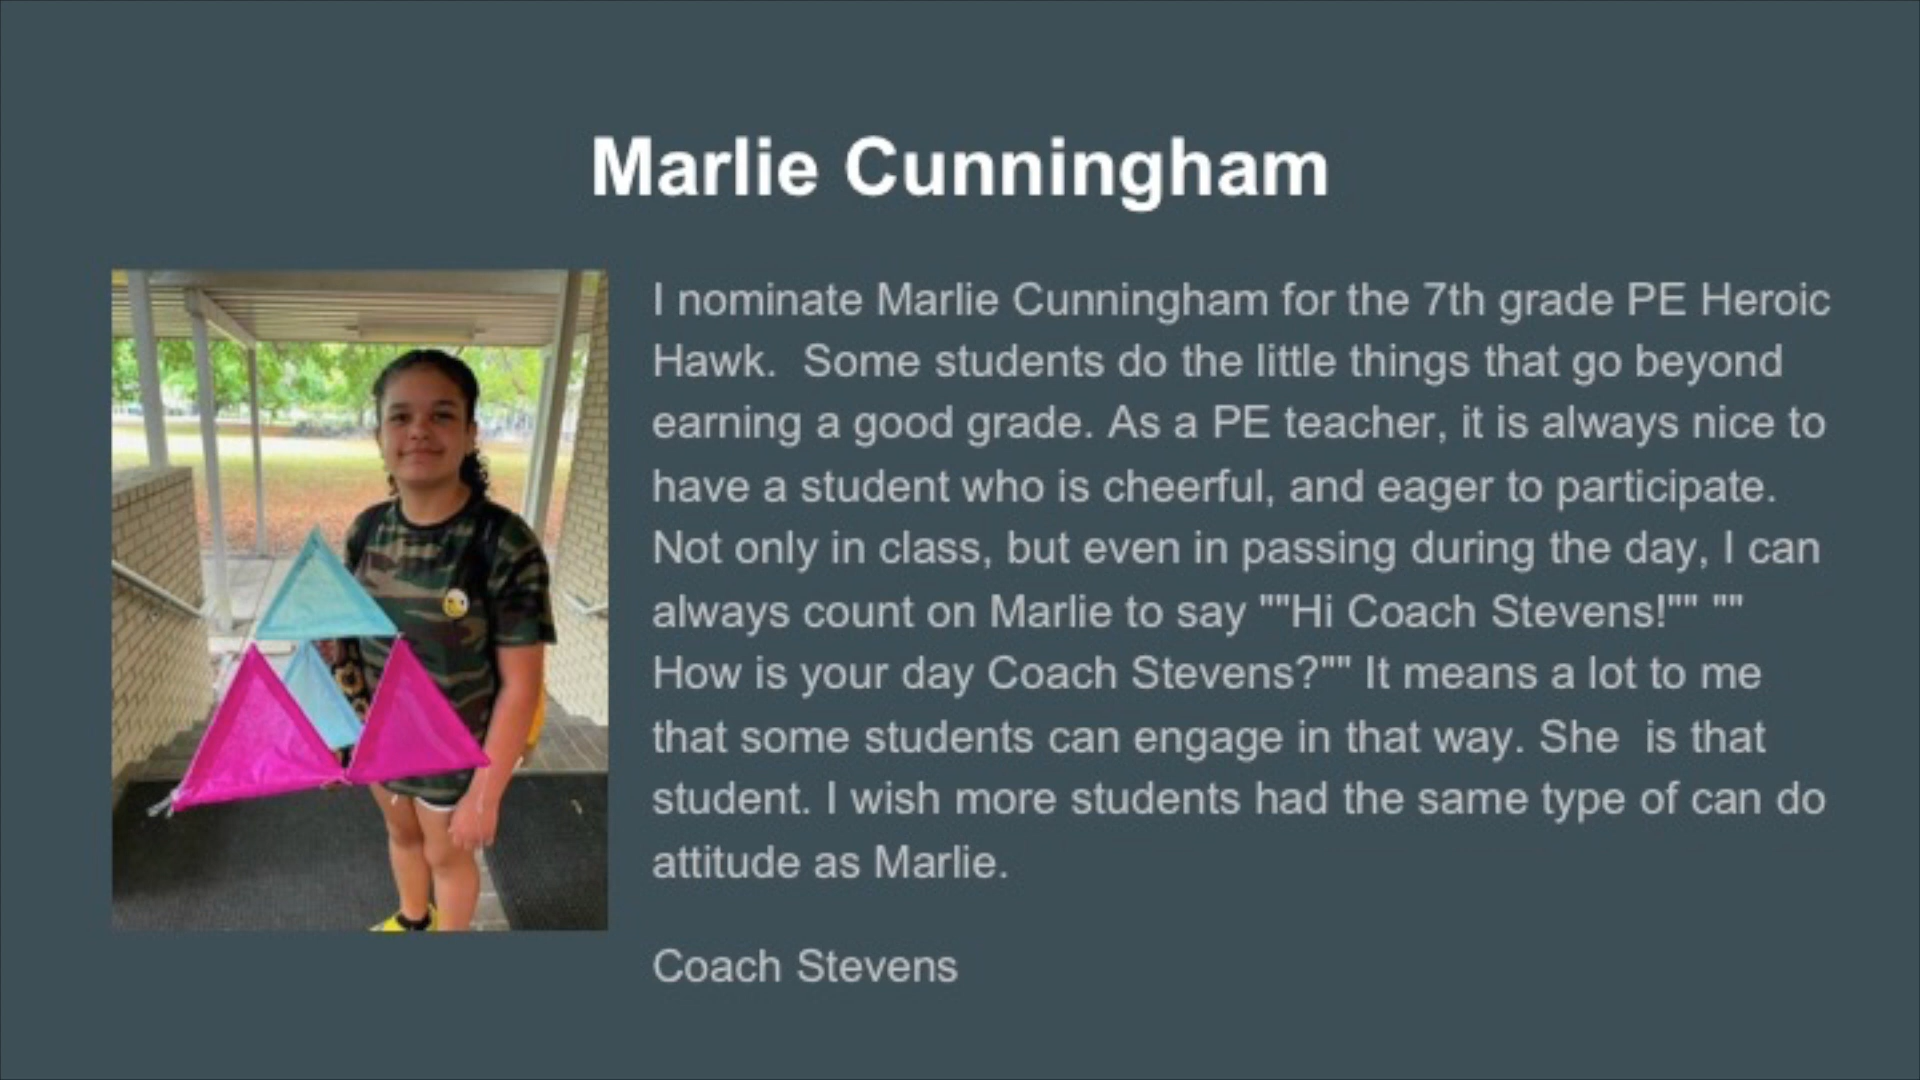 Marlie Cunningham
I nominate Marlie Cunningham for the 7th grade PE Heroic
Hawk.  Some students do the little things that go beyond
earning a good grade. As a PE teacher, it is always nice to
have a student who is cheerful, and eager to participate.
Not only in class, but even in passing during the day, I can
always count on Marlie to say ""Hi Coach Stevens!"" ""
How is your day Coach Stevens?"" It means a lot to me
that some students can engage in that way. She  is that
student. I wish more students had the same type of can do
attitude as Marlie.
Coach Stevens